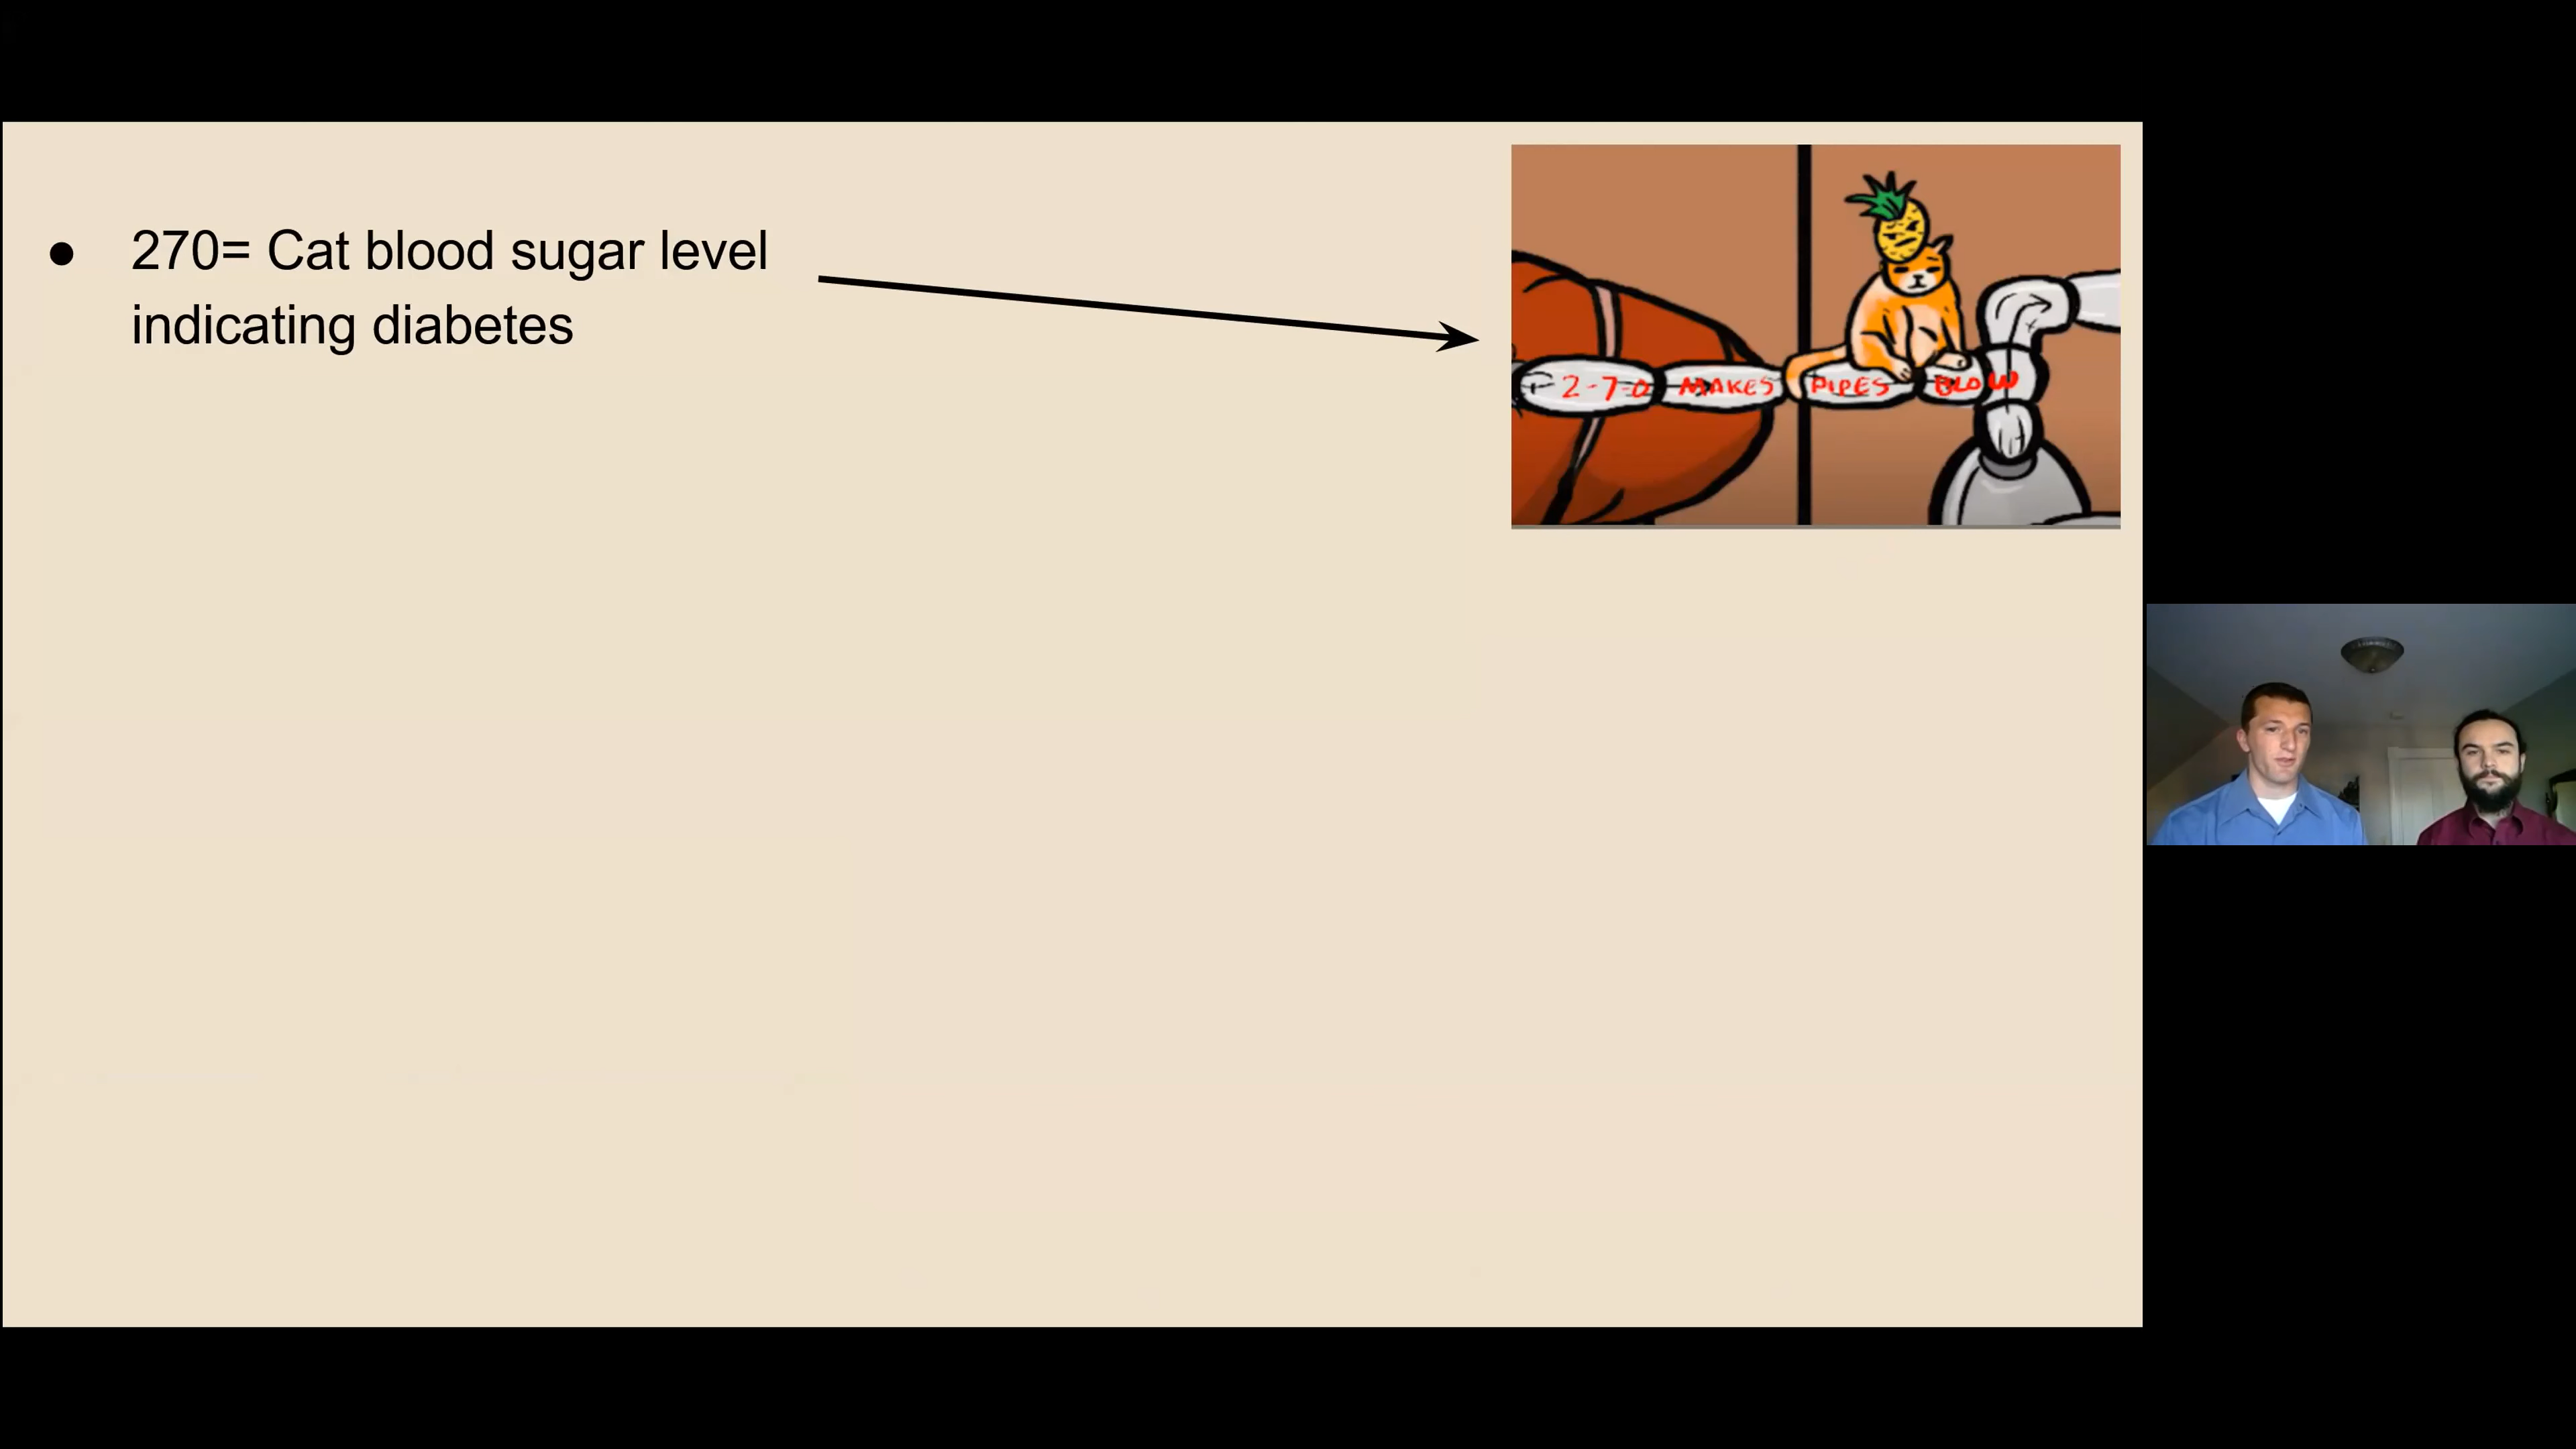 270= Cat blood sugar level
indicating diabetes
2-7-0 MAKES PIPES BLOW